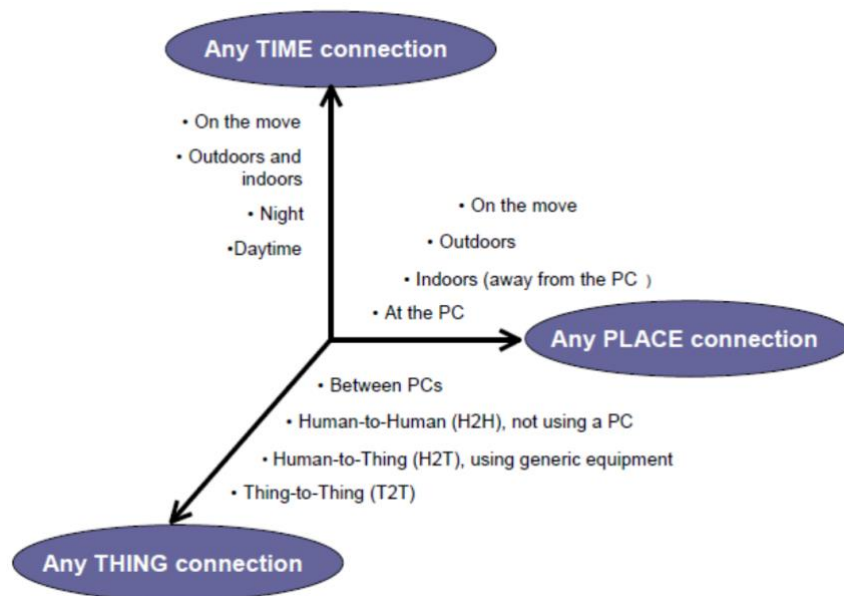 Any TIME connection
• On the move
• Outdoors and
indoors
• Night
•Daytime
• On the move
• Outdoors
• Indoors (away from the PC )
• At the PC
Any PLACE connection
• Between PCs
• Human-to-Human (H2H), not using a PC
• Human-to-Thing (H2T), using generic equipment
• Thing-to-Thing (T2T)
Any THING connection